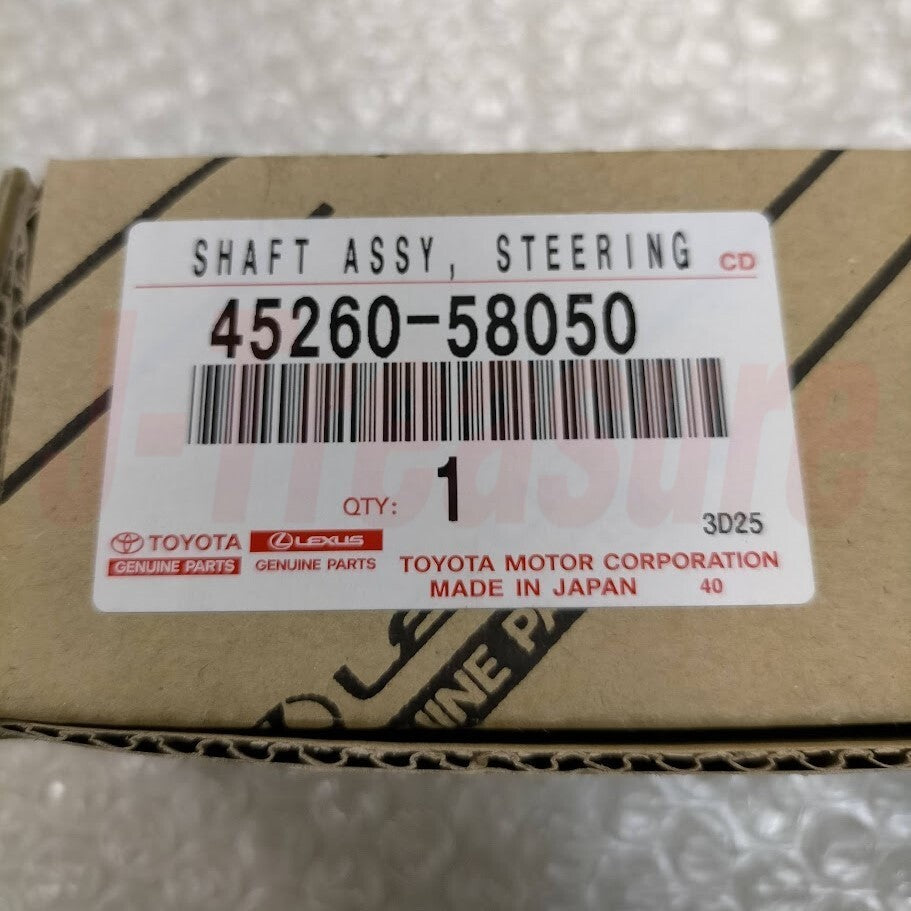 SHAFT ASSY, STEERING CD
45260-58050
QTY: 1
3D25
TOYOTA LEXUS
GENUINE PARTS GENUINE PARTS
TOYOTA MOTOR CORPORATION
MADE IN JAPAN 40
J-Treasure